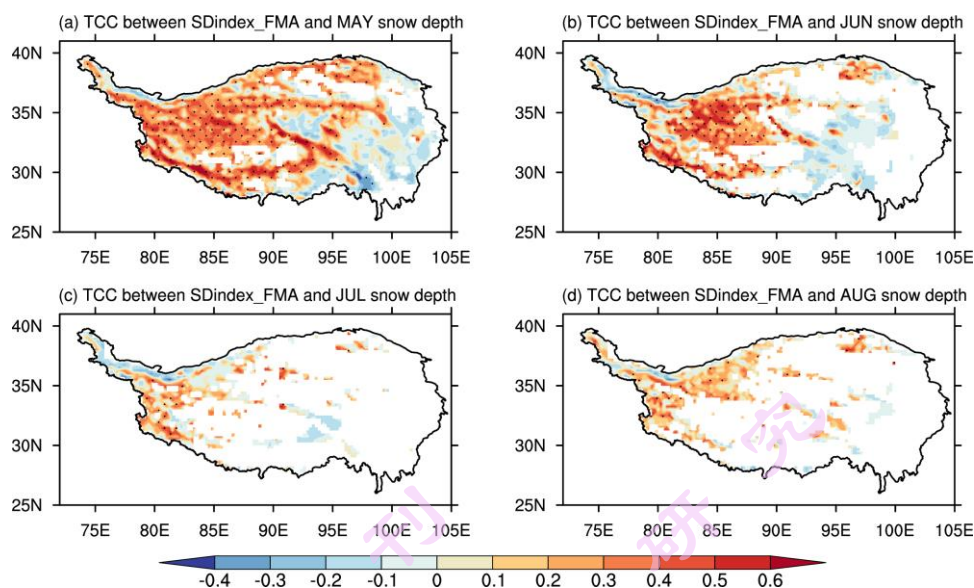 (a) TCC between SDindex_FMA and MAY snow depth
(b) TCC between SDindex_FMA and JUN snow depth
40N
35N
30N
25N
75E 80E 85E 90E 95E 100E 105E
40N
35N
30N
25N
75E 80E 85E 90E 95E 100E 105E
(c) TCC between SDindex_FMA and JUL snow depth
(d) TCC between SDindex_FMA and AUG snow depth
40N
35N
30N
25N
75E 80E 85E 90E 95E 100E 105E
40N
35N
30N
25N
75E 80E 85E 90E 95E 100E 105E
刊 研 究
-0.4 -0.3 -0.2 -0.1 0 0.1 0.2 0.3 0.4 0.5 0.6